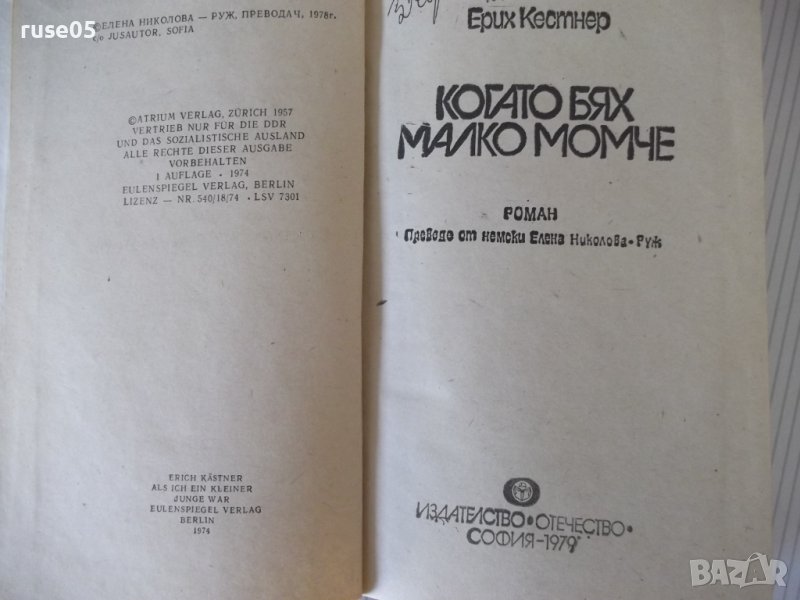 ruse05
©ЕЛЕНА НИКОЛОВА — РУЖ, ПРЕВОДАЧ, 1978г.
c/o JUSAUTOR, SOFIA
©ATRIUM VERLAG, ZÜRICH 1957
VERTRIEB NUR FÜR DIE DDR
UND DAS SOZIALISTISCHE AUSLAND
ALLE RECHTE DIESER AUSGABE
VORBEHALTEN
1 AUFLAGE • 1974
EULENSPIEGEL VERLAG, BERLIN
LIZENZ — NR. 540/18/74 • LSV 7301
ERICH KÄSTNER
ALS ICH EIN KLEINER
JUNGE WAR
EULENSPIEGEL VERLAG
BERLIN
1974
Ерих Кестнер
КОГАТО БЯХ
МАЛКО МОМЧЕ
РОМАН
Преведе от немски Елена Николова • Руж
ИЗДАТЕЛСТВО • ОТЕЧЕСТВО •
СОФИЯ – 1979
BAZAR
bazar.bg